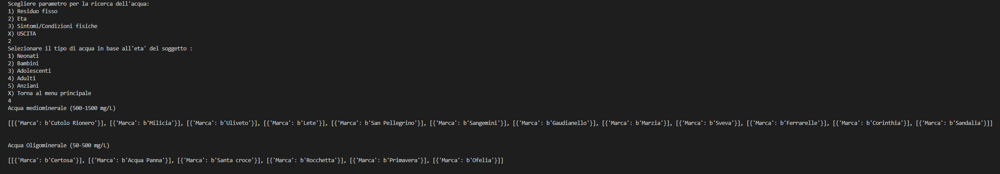 Scegliere parametro per la ricerca dell'acqua:
1) Residuo fisso
2) Eta
3) Sintomi/Condizioni fisiche
X) USCITA
2
Selezionare il tipo di acqua in base all'eta' del soggetto :
1) Neonati
2) Bambini
3) Adolescenti
4) Adulti
5) Anziani
X) Torna al menu principale
4
Acqua mediominerale (500-1500 mg/L)
[[{'Marca': b'Cutolo Rionero'}], [{'Marca': b'Milicia'}], [{'Marca': b'Uliveto'}], [{'Marca': b'Lete'}], [{'Marca': b'San Pellegrino'}], [{'Marca': b'Sangemini'}], [{'Marca': b'Gaudianello'}], [{'Marca': b'Marzia'}], [{'Marca': b'Sveva'}], [{'Marca': b'Ferrarelle'}], [{'Marca': b'Corinthia'}], [{'Marca': b'Sandalia'}]]
Acqua Oligominerale (50-500 mg/L)
[[{'Marca': b'Certosa'}], [{'Marca': b'Acqua Panna'}], [{'Marca': b'Santa croce'}], [{'Marca': b'Rocchetta'}], [{'Marca': b'Primavera'}], [{'Marca': b'Ofelia'}]]